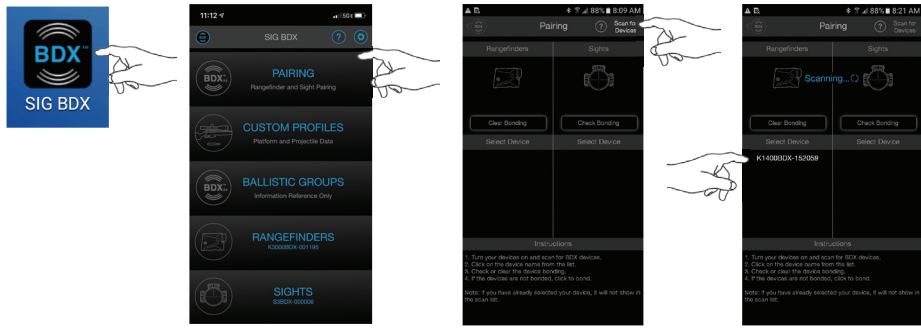 BDX™
SIG BDX
11:12
SIG BDX
?
BDX
PAIRING
Rangefinder and Sight Pairing
CUSTOM PROFILES
Platform and Projectile Data
BDX
BALLISTIC GROUPS
Information Reference Only
RANGEFINDERS
K3000BDX-001195
SIGHTS
S3BDX-000006
88% 8:09 AM
Pairing
?
Scan for
Devices
Rangefinders
Sights
Clear Bonding
Check Bonding
Select Device
Select Device
Instructions
1. Turn your devices on and scan for BDX devices.
2. Click on the device name from the list.
3. Check or clear the device bonding.
4. If the devices are not bonded, click to bond.
Note: If you have already selected your device, it will not show in
the scan list.
88% 8:21 AM
Pairing
?
Scan for
Devices
Rangefinders
Sights
Scanning...
Clear Bonding
Check Bonding
Select Device
Select Device
K1400BDX-152059
Instructions
1. Turn your devices on and scan for BDX devices.
2. Click on the device name from the list.
3. Check or clear the device bonding.
4. If the devices are not bonded, click to bond.
Note: If you have already selected your device, it will not show in
the scan list.